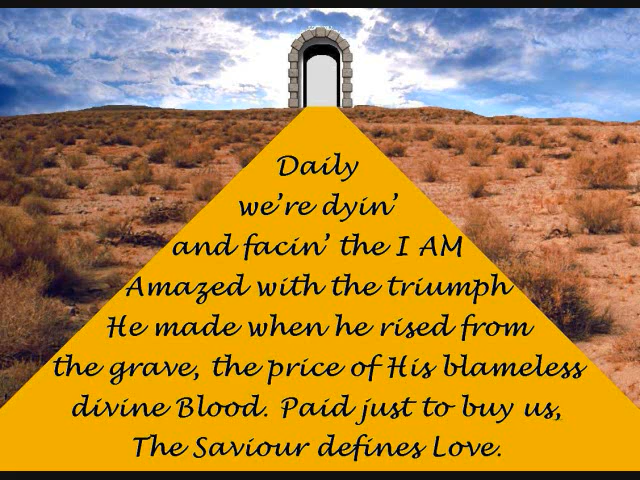 Daily
we're dyin'
and facin' the I AM
Amazed with the triumph
He made when he rised from
the grave, the price of His blameless
divine Blood. Paid just to buy us,
The Saviour defines Love.